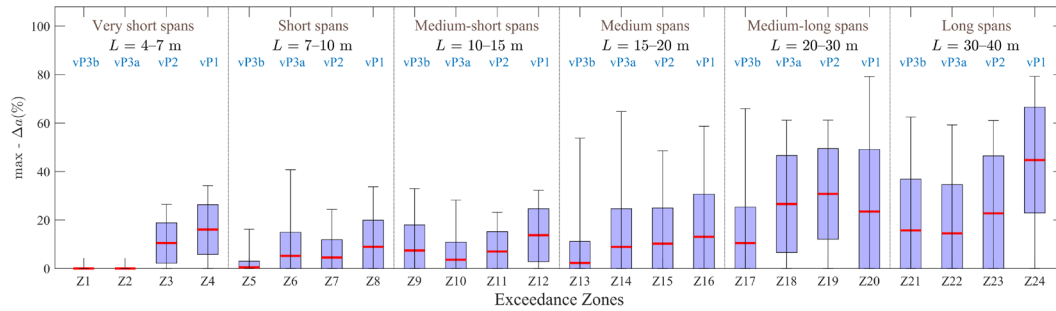 Very short spans Short spans Medium-short spans Medium spans Medium-long spans Long spans
L = 4–7 m L = 7–10 m L = 10–15 m L = 15–20 m L = 20–30 m L = 30–40 m
vP3b vP3a vP2 vP1 vP3b vP3a vP2 vP1 vP3b vP3a vP2 vP1 vP3b vP3a vP2 vP1 vP3b vP3a vP2 vP1 vP3b vP3a vP2 vP1
max - Δa(%)
100
80
60
40
20
0
Z1 Z2 Z3 Z4 Z5 Z6 Z7 Z8 Z9 Z10 Z11 Z12 Z13 Z14 Z15 Z16 Z17 Z18 Z19 Z20 Z21 Z22 Z23 Z24
Exceedance Zones